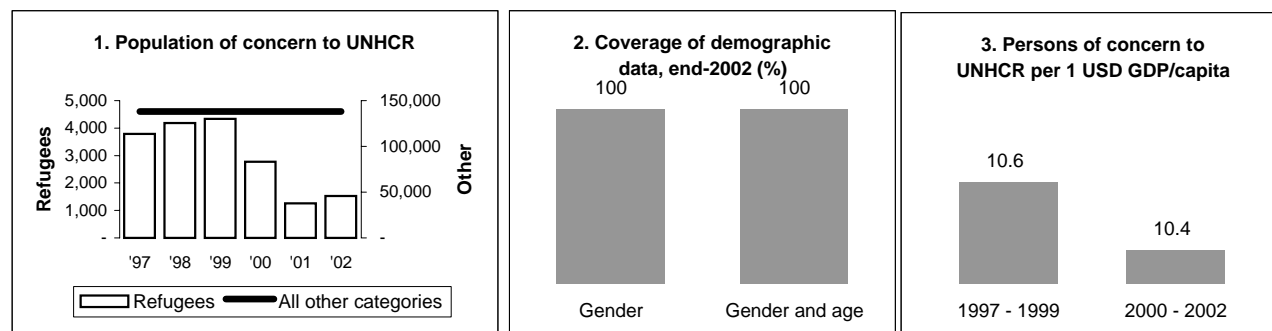 1. Population of concern to UNHCR
5,000
4,000
3,000
2,000
1,000
-
Refugees
150,000
100,000
50,000
-
Other
'97 '98 '99 '00 '01 '02
Refugees All other categories
2. Coverage of demographic
data, end-2002 (%)
100 100
Gender Gender and age
3. Persons of concern to
UNHCR per 1 USD GDP/capita
10.6
10.4
1997 - 1999 2000 - 2002